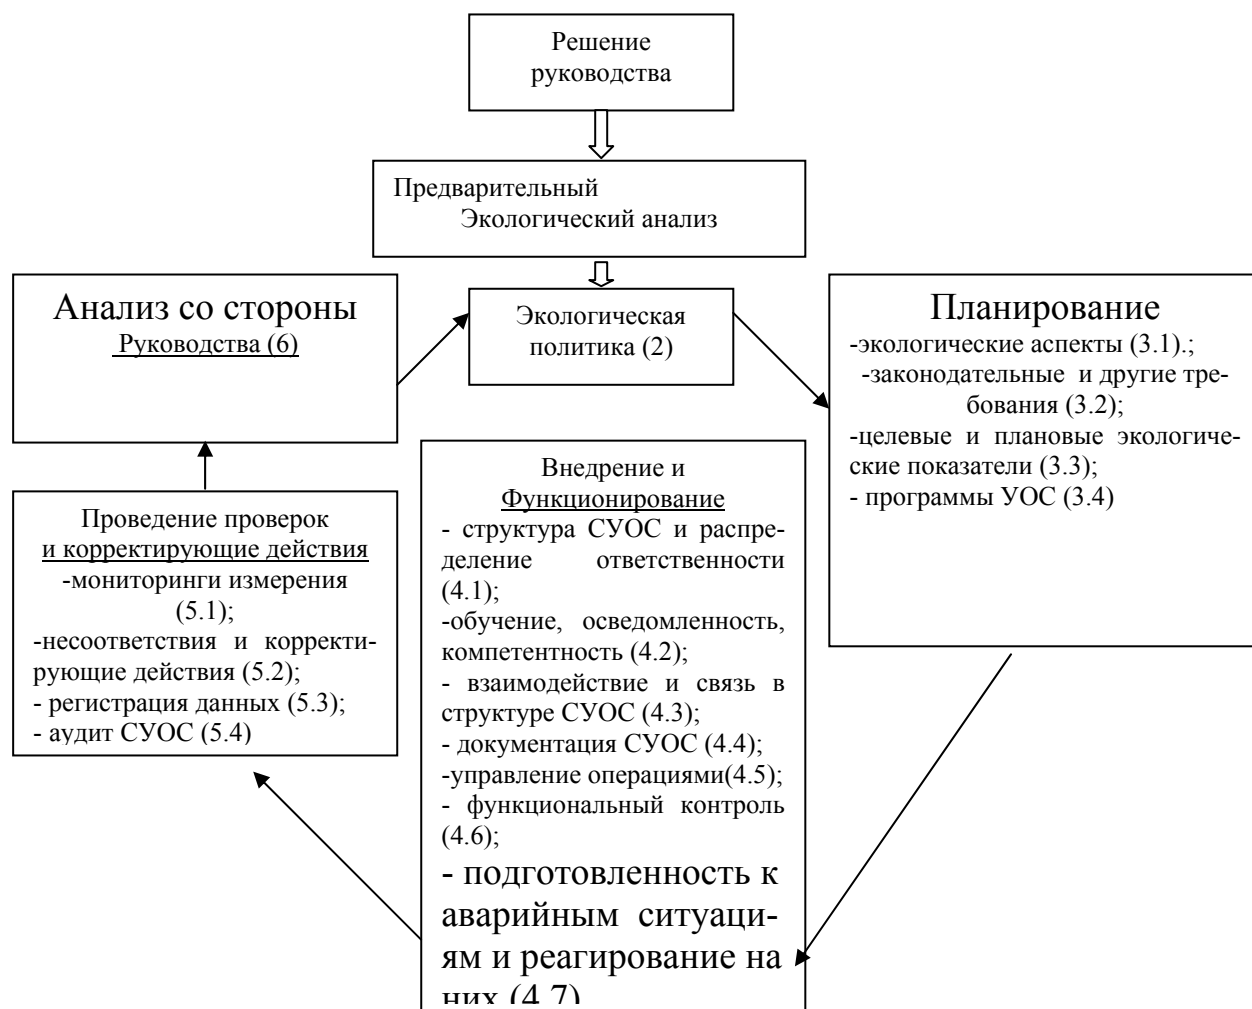 Решение
руководства
Предварительный
Экологический анализ
Анализ со стороны
Руководства (6)
Экологическая
политика (2)
Планирование
-экологические аспекты (3.1).;
-законодательные и другие тре-
бования (3.2);
-целевые и плановые экологиче-
ские показатели (3.3);
- программы УОС (3.4)
Внедрение и
Функционирование
- структура СУОС и распре-
деление ответственности
(4.1);
-обучение, осведомленность,
компетентность (4.2);
- взаимодействие и связь в
структуре СУОС (4.3);
- документация СУОС (4.4);
-управление операциями(4.5);
- функциональный контроль
(4.6);
- подготовленность к
аварийным ситуаци-
ям и реагирование на
них (4.7)
Проведение проверок
и корректирующие действия
-мониторинги измерения
(5.1);
-несоответствия и корректи-
рующие действия (5.2);
- регистрация данных (5.3);
- аудит СУОС (5.4)